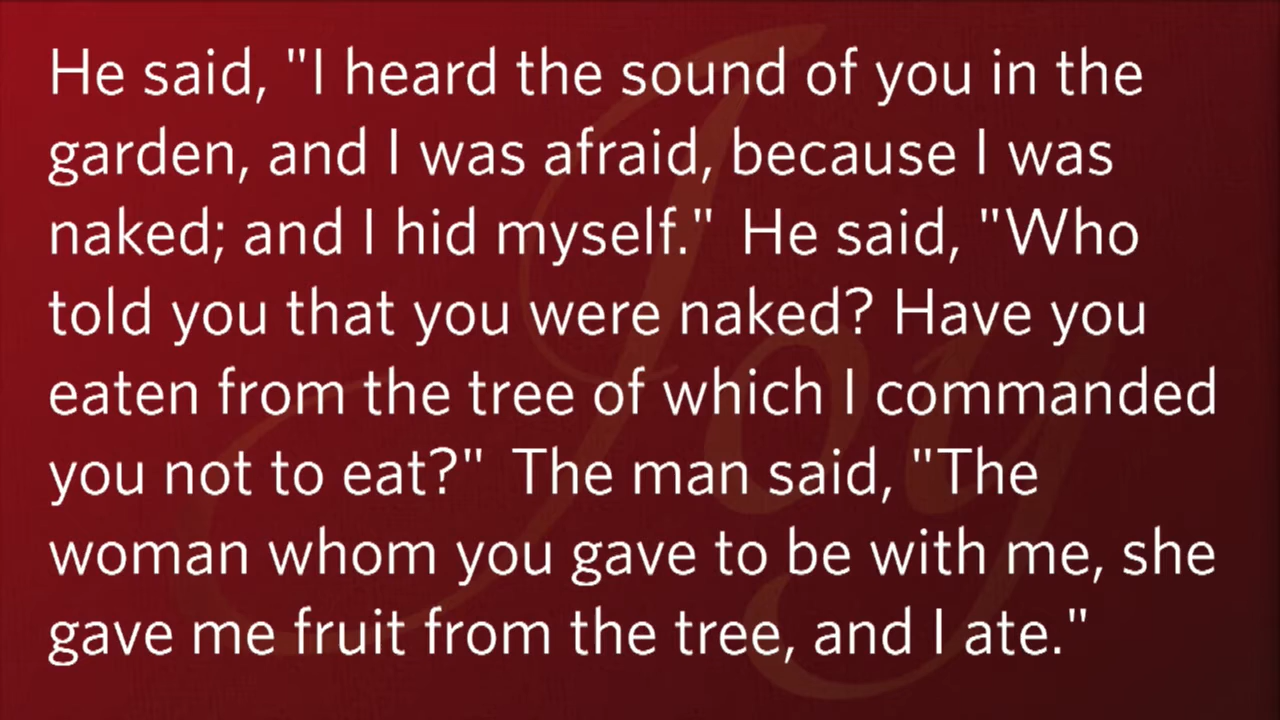 He said, "I heard the sound of you in the
garden, and I was afraid, because I was
naked; and I hid myself."  He said, "Who
told you that you were naked? Have you
eaten from the tree of which I commanded
you not to eat?"  The man said, "The
woman whom you gave to be with me, she
gave me fruit from the tree, and I ate."
Joy